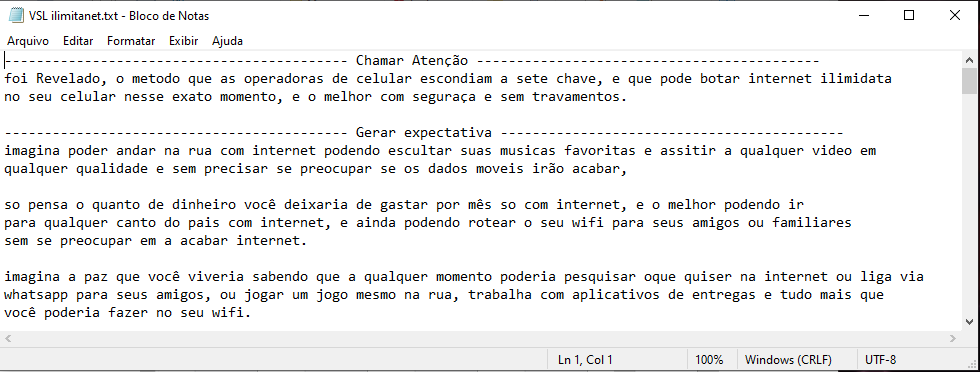 VSL ilimitanet.txt - Bloco de Notas
Arquivo Editar Formatar Exibir Ajuda
------------------------------------------- Chamar Atenção -------------------------------------------
foi Revelado, o metodo que as operadoras de celular escondiam a sete chave, e que pode botar internet ilimidata
no seu celular nesse exato momento, e o melhor com seguraça e sem travamentos.
------------------------------------------- Gerar expectativa -------------------------------------------
imagina poder andar na rua com internet podendo escultar suas musicas favoritas e assitir a qualquer video em
qualquer qualidade e sem precisar se preocupar se os dados moveis irão acabar,
so pensa o quanto de dinheiro você deixaria de gastar por mês so com internet, e o melhor podendo ir
para qualquer canto do pais com internet, e ainda podendo rotear o seu wifi para seus amigos ou familiares
sem se preocupar em a acabar internet.
imagina a paz que você viveria sabendo que a qualquer momento poderia pesquisar oque quiser na internet ou liga via
whatsapp para seus amigos, ou jogar um jogo mesmo na rua, trabalha com aplicativos de entregas e tudo mais que
você poderia fazer no seu wifi.
Ln 1, Col 1 100% Windows (CRLF) UTF-8